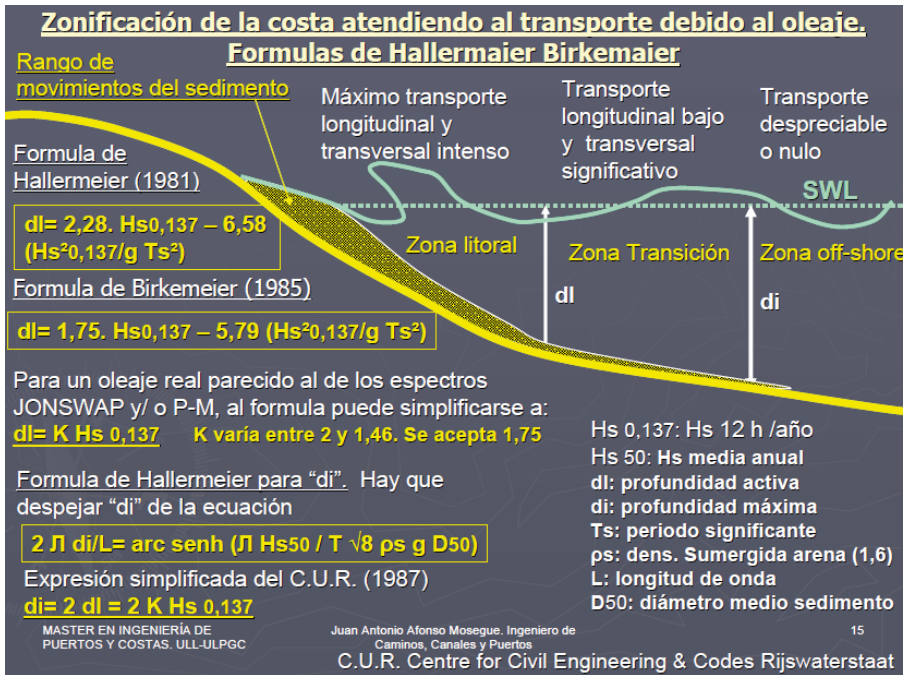 Zonificación de la costa atendiendo al transporte debido al oleaje.
Formulas de Hallermaier Birkemaier
Rango de
movimientos del sedimento
Máximo transporte
longitudinal y
transversal intenso
Transporte
longitudinal bajo
y transversal
significativo
Transporte
despreciable
o nulo
SWL
Formula de
Hallermeier (1981)
dl= 2,28. Hs0,137 – 6,58
(Hs²0,137/g Ts²)
Zona litoral
Zona Transición
Zona off-shore
dl
di
Formula de Birkemeier (1985)
dl= 1,75. Hs0,137 – 5,79 (Hs²0,137/g Ts²)
Para un oleaje real parecido al de los espectros
JONSWAP y/ o P-M, al formula puede simplificarse a:
dl= K Hs 0,137 K varía entre 2 y 1,46. Se acepta 1,75
Formula de Hallermeier para “di”. Hay que
despejar “di” de la ecuación
2 Л di/L= arc senh (Л Hs50 / T √8 ρs g D50)
Expresión simplificada del C.U.R. (1987)
di= 2 dl = 2 K Hs 0,137
Hs 0,137: Hs 12 h /año
Hs 50: Hs media anual
dl: profundidad activa
di: profundidad máxima
Ts: periodo significante
ρs: dens. Sumergida arena (1,6)
L: longitud de onda
D50: diámetro medio sedimento
MASTER EN INGENIERÍA DE
PUERTOS Y COSTAS. ULL-ULPGC
Juan Antonio Afonso Mosegue. Ingeniero de
Caminos, Canales y Puertos
15
C.U.R. Centre for Civil Engineering & Codes Rijswaterstaat